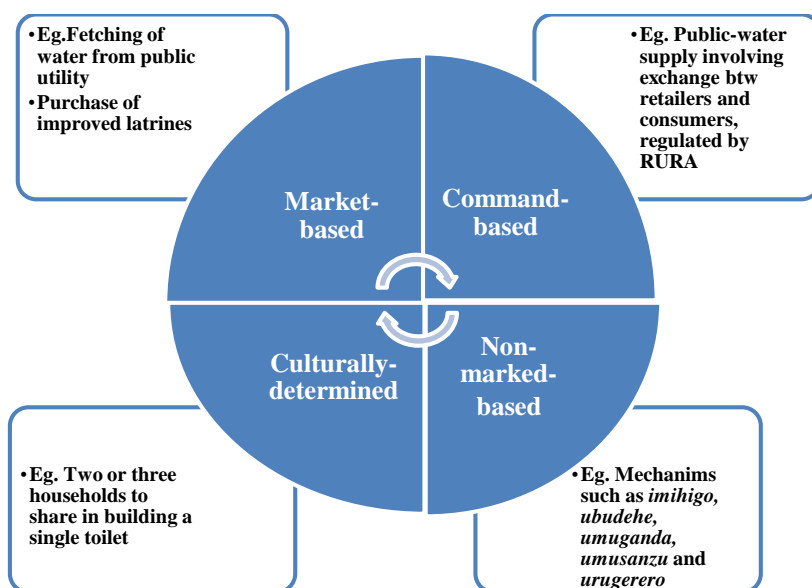 •Eg.Fetching of
water from public
utility
•Purchase of
improved latrines
•Eg. Public-water
supply involving
exchange btw
retailers and
consumers,
regulated by
RURA
Market-
based
Command-
based
Culturally-
determined
Non-
marked-
based
•Eg. Two or three
households to
share in building a
single toilet
•Eg. Mechanims
such as imihigo,
ubudehe,
umuganda,
umusanzu and
urugerero